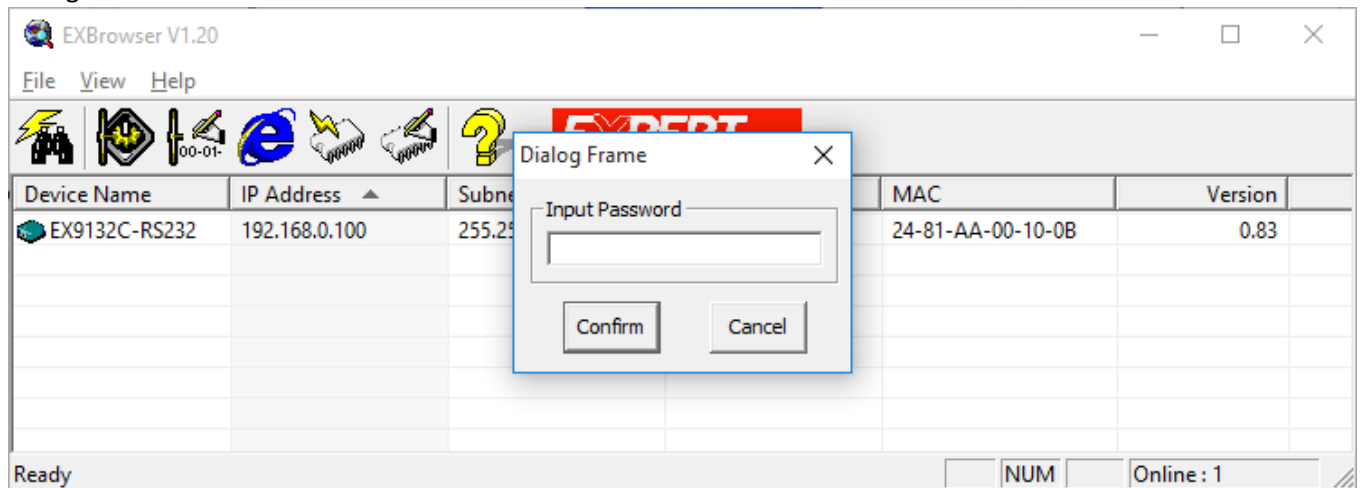 EXBrowser V1.20
File View Help
00-01-
Dialog Frame
Device Name IP Address MAC Version
Input Password
EX9132C-RS232 192.168.0.100 24-81-AA-00-10-0B 0.83
Confirm Cancel
Ready NUM Online : 1